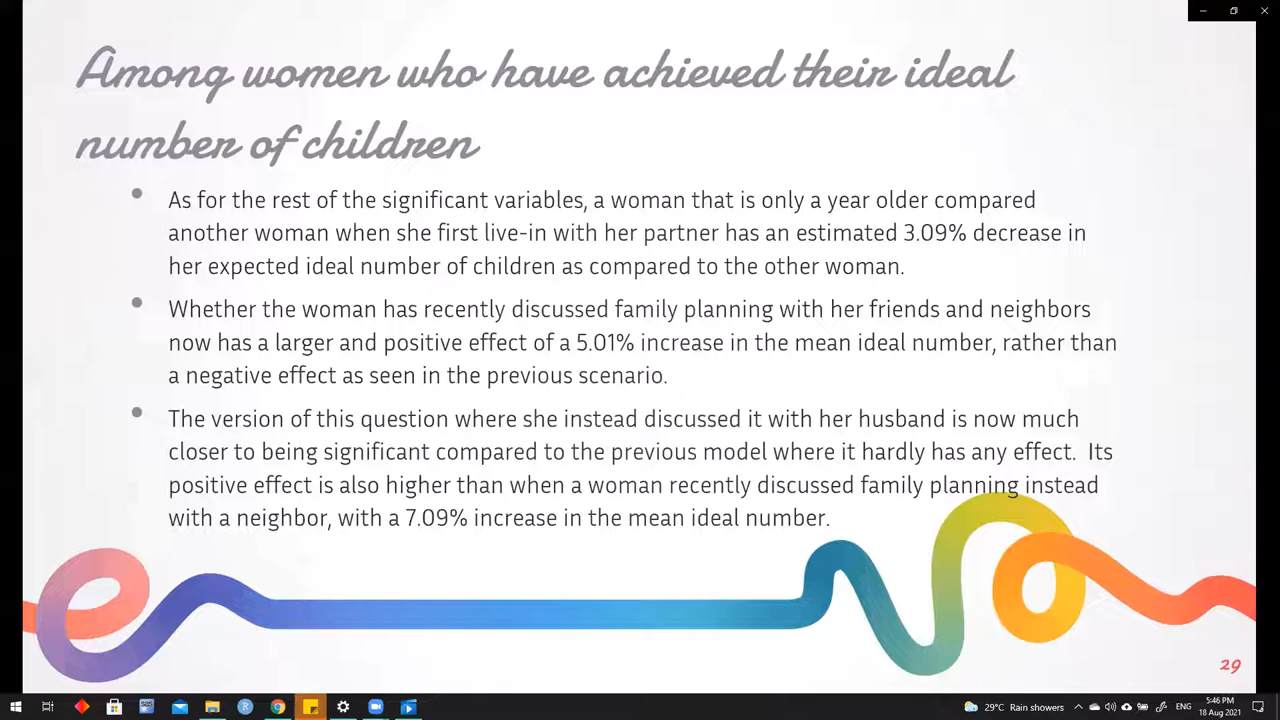 Among women who have achieved their ideal
number of children
• As for the rest of the significant variables, a woman that is only a year older compared
another woman when she first live-in with her partner has an estimated 3.09% decrease in
her expected ideal number of children as compared to the other woman.
• Whether the woman has recently discussed family planning with her friends and neighbors
now has a larger and positive effect of a 5.01% increase in the mean ideal number, rather than
a negative effect as seen in the previous scenario.
• The version of this question where she instead discussed it with her husband is now much
closer to being significant compared to the previous model where it hardly has any effect.  Its
positive effect is also higher than when a woman recently discussed family planning instead
with a neighbor, with a 7.09% increase in the mean ideal number.
29
29°C Rain showers
ENG
5:46 PM
18 Aug 2021